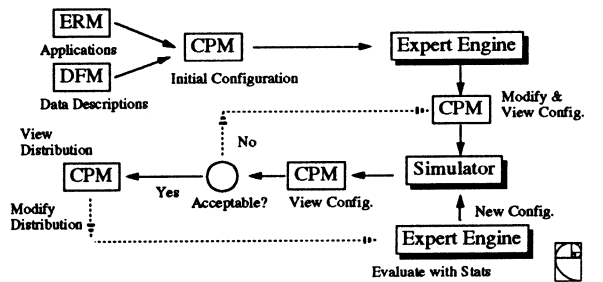 ERM
Applications
DFM
Data Descriptions
CPM
Initial Configuration
Expert Engine
CPM
Modify &
View Config.
Simulator
New Config.
Expert Engine
Evaluate with Stats
CPM
View Config.
Acceptable?
No
Yes
View
Distribution
CPM
Modify
Distribution